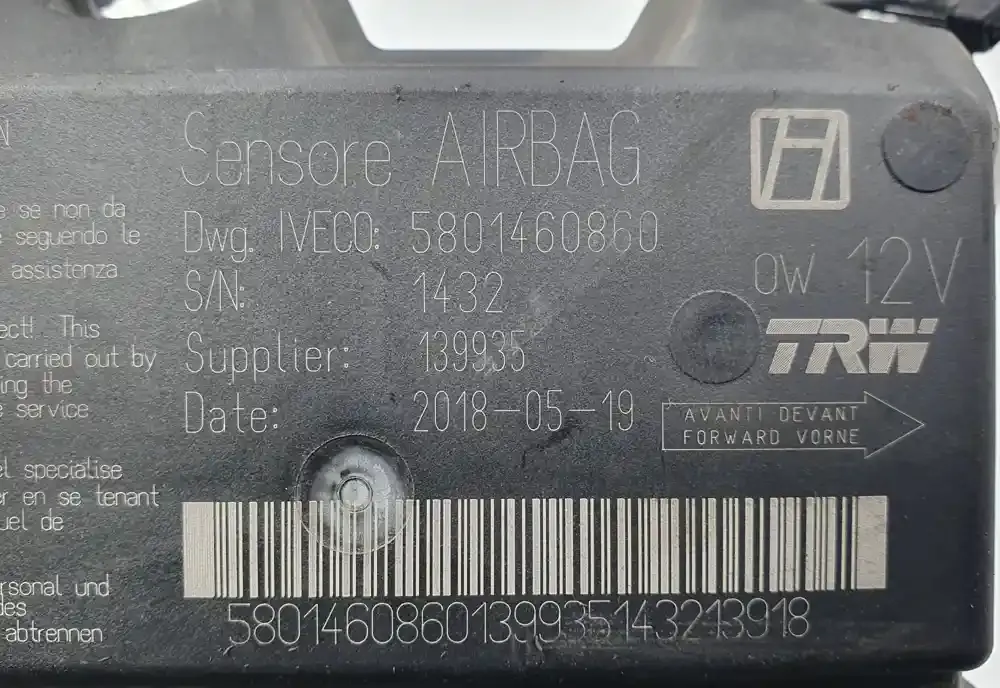 N
e se non da
seguendo le
assistenza
ect! This
carried out by
ing the
service
el specialise
er en se tenant
uel de
ersonal und
des
abtrennen
Sensore AIRBAG
Dwg. IVECO: 5801460860
S/N: 1432
Supplier: 139935
Date: 2018-05-19
0W 12V
TRW
AVANTI DEVANT
FORWARD VORNE
5801460860139935143213918